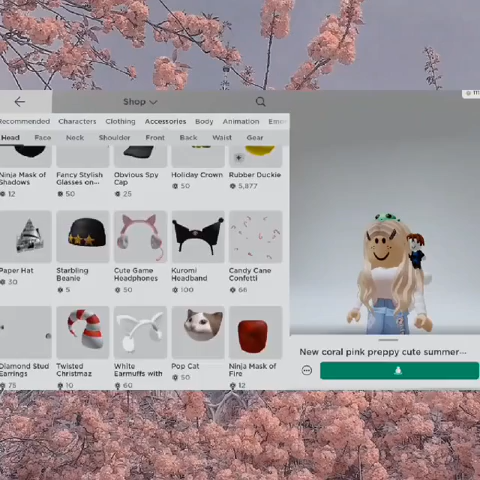 Shop
Recommended Characters Clothing Accessories Body Animation
Head Face Neck Shoulder Front Back Waist Gear
Ninja Mask of Shadows
12
Fancy Stylish Glasses on...
50
Obvious Spy Cap
25
Holiday Crown
50
Rubber Duckie
5,877
Paper Hat
30
Starbling Beanie
5
Cute Game Headphones
50
Kuromi Headband
100
Candy Cane Confetti
66
Diamond Stud Earrings
75
Twisted Christmaz
10
White Earmuffs with
60
Pop Cat
50
Ninja Mask of Fire
12
New coral pink preppy cute summer...